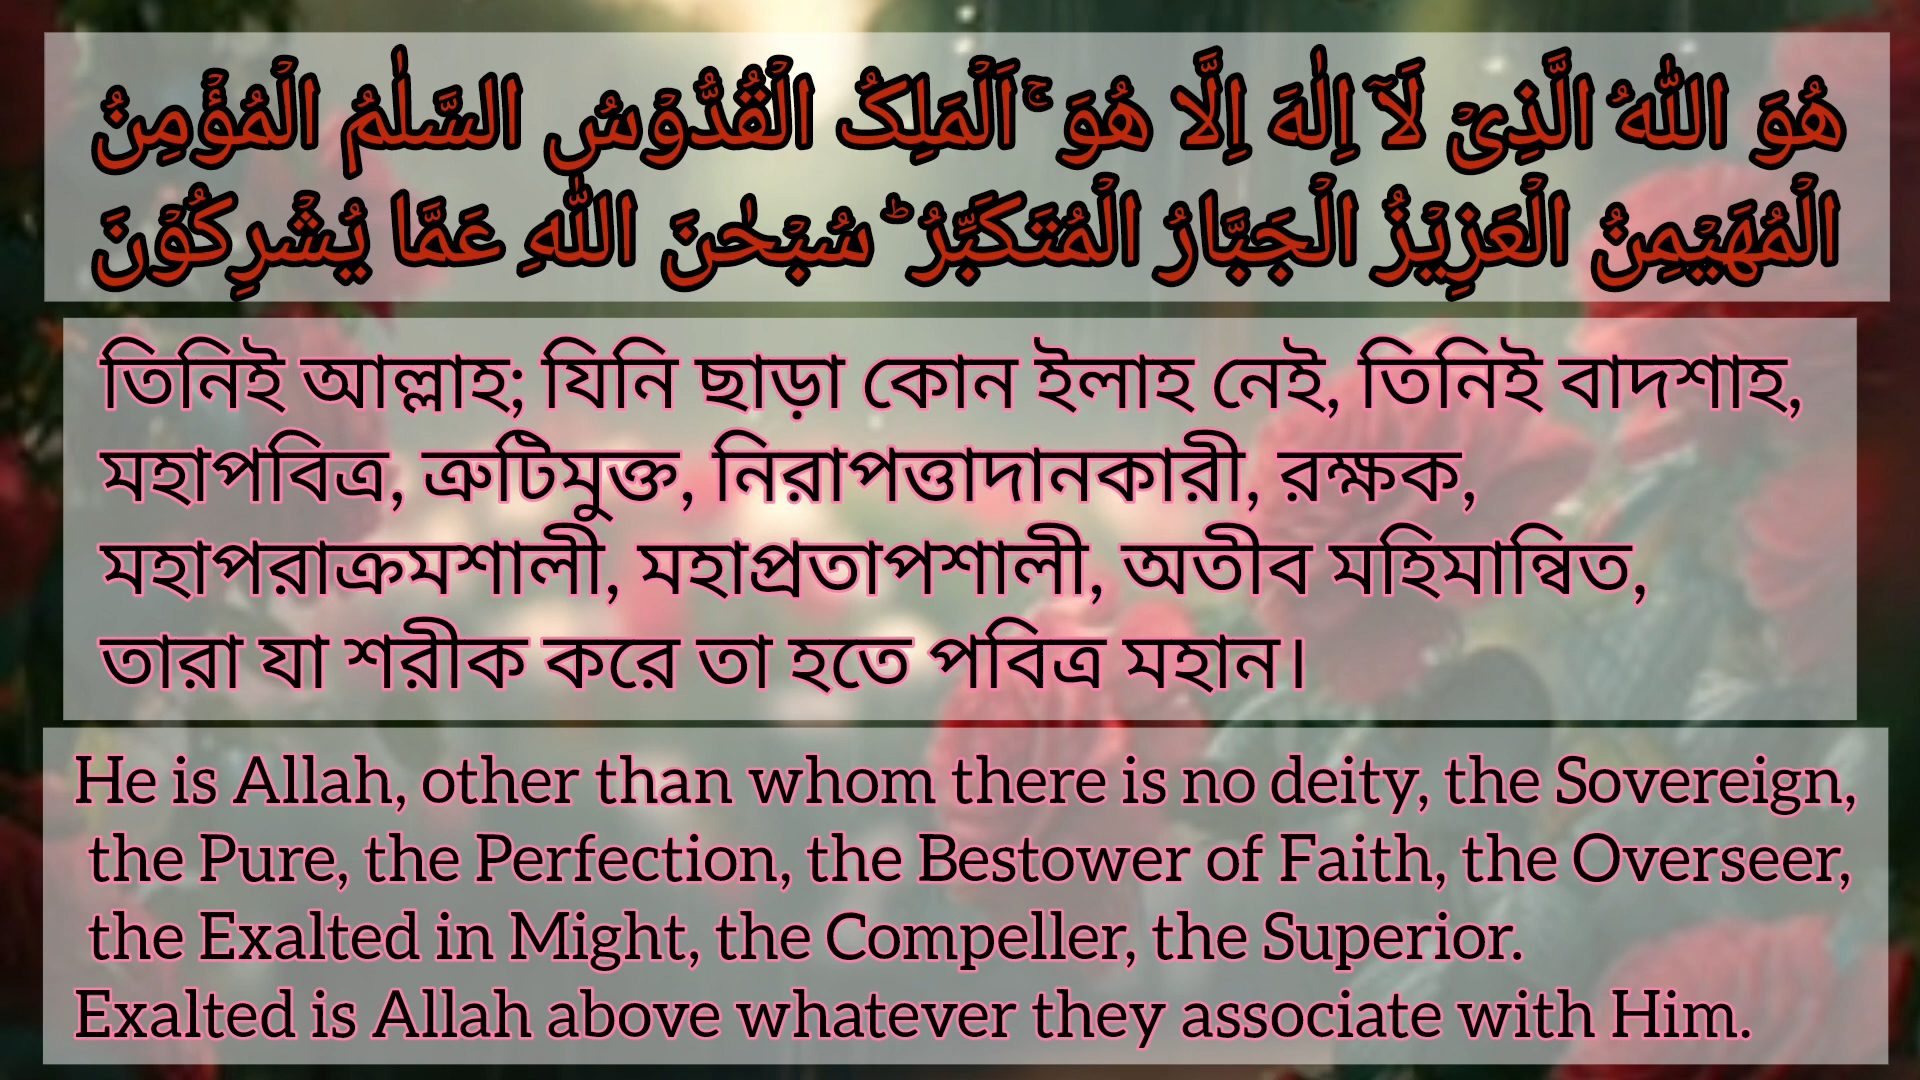 هُوَ اللّٰهُ الَّذِیۡ لَاۤ اِلٰهَ اِلَّا هُوَ ۚ اَلۡمَلِکُ الۡقُدُّوۡسُ السَّلٰمُ الۡمُؤۡمِنُ
الۡمُهَیۡمِنُ الۡعَزِیۡزُ الۡجَبَّارُ الۡمُتَکَبِّرُ ؕ سُبۡحٰنَ اللّٰهِ عَمَّا یُشۡرِکُوۡنَ
তিনিই আল্লাহ; যিনি ছাড়া কোন ইলাহ নেই, তিনিই বাদশাহ,
মহাপবিত্র, ত্রুটিমুক্ত, নিরাপত্তাদানকারী, রক্ষক,
মহাপরাক্রমশালী, মহাপ্রতাপশালী, অতীব মহিমান্বিত,
তারা যা শরীক করে তা হতে পবিত্র মহান।
He is Allah, other than whom there is no deity, the Sovereign,
the Pure, the Perfection, the Bestower of Faith, the Overseer,
the Exalted in Might, the Compeller, the Superior.
Exalted is Allah above whatever they associate with Him.